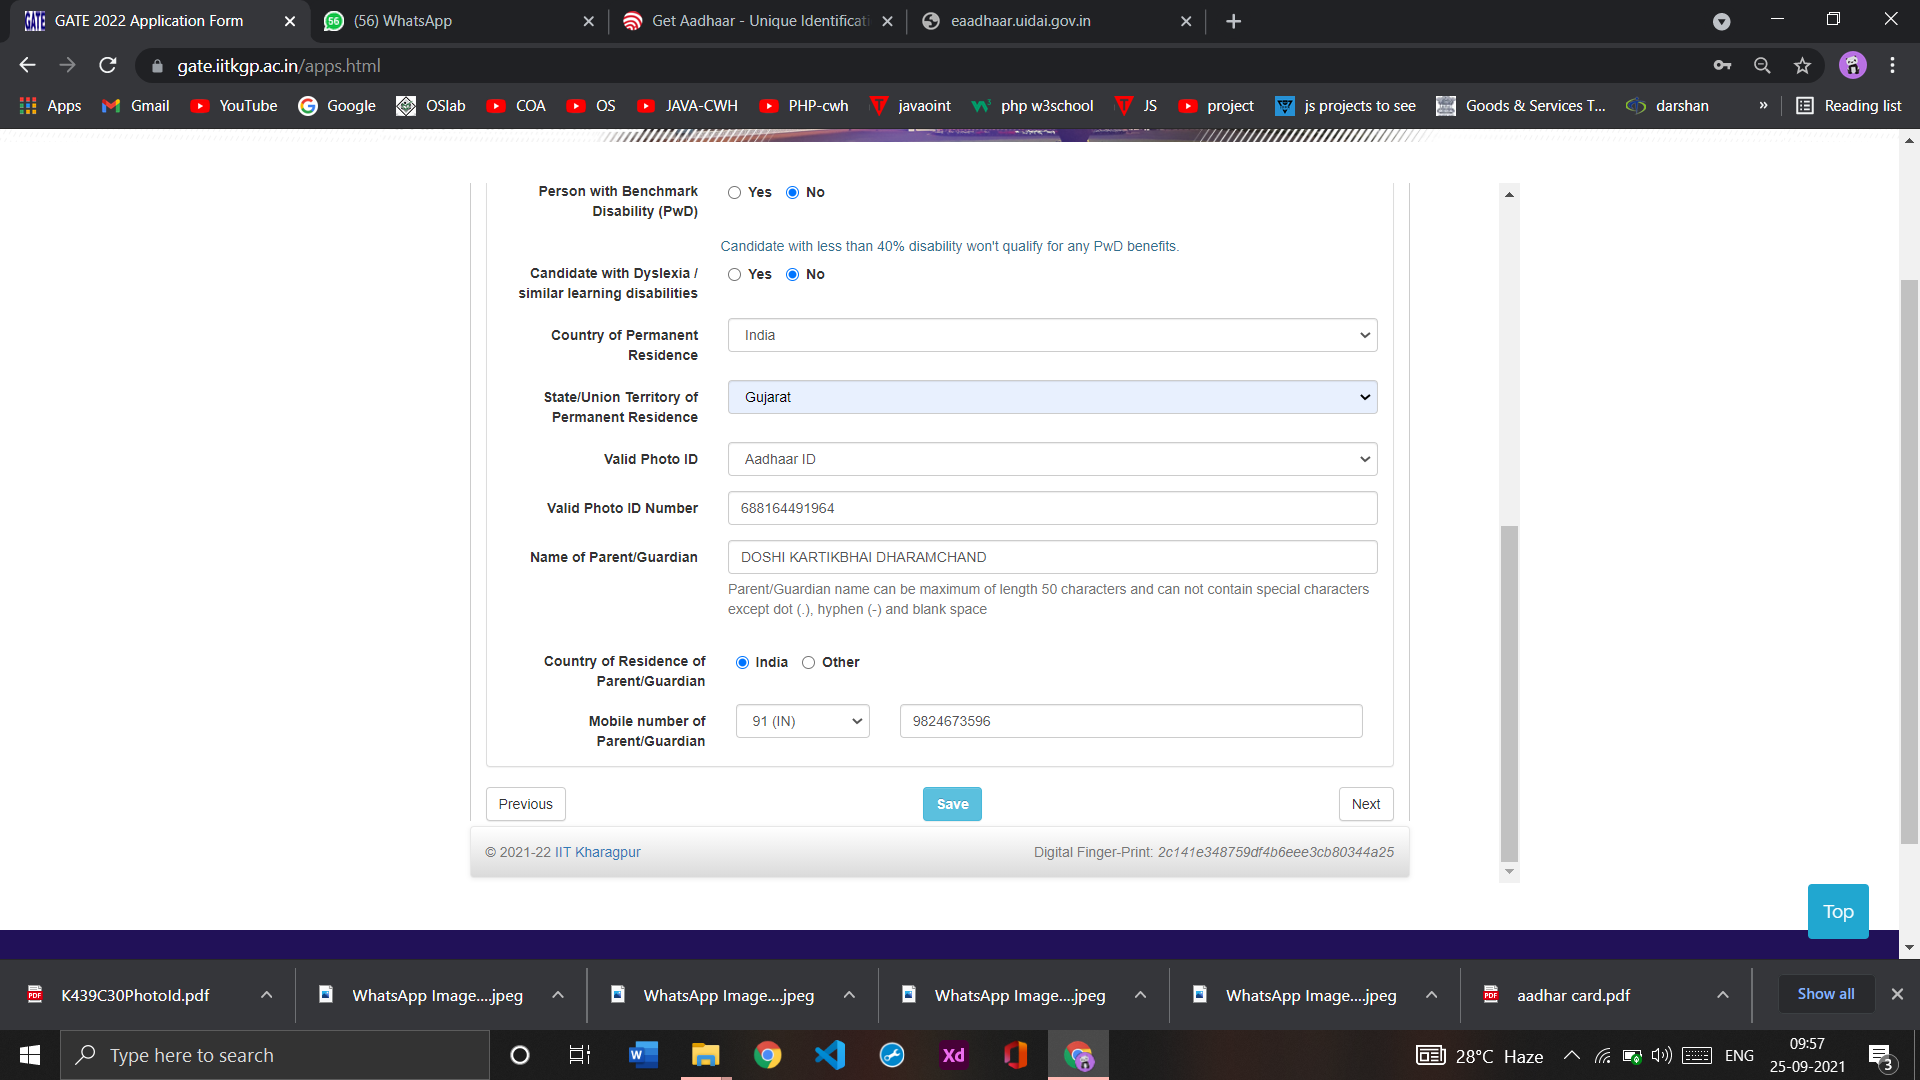 GATE 2022 Application Form
(56) WhatsApp
Get Aadhaar - Unique Identificati
eaadhaar.uidai.gov.in
gate.iitkgp.ac.in/apps.html
Apps Gmail YouTube Google OSlab COA OS JAVA-CWH PHP-cwh javaoint php w3school JS project js projects to see Goods & Services T... darshan » Reading list
Person with Benchmark Yes No
Disability (PwD)
Candidate with less than 40% disability won't qualify for any PwD benefits.
Candidate with Dyslexia / Yes No
similar learning disabilities
Country of Permanent India
Residence
State/Union Territory of Gujarat
Permanent Residence
Valid Photo ID Aadhaar ID
Valid Photo ID Number 688164491964
Name of Parent/Guardian DOSHI KARTIKBHAI DHARAMCHAND
Parent/Guardian name can be maximum of length 50 characters and can not contain special characters
except dot (.), hyphen (-) and blank space
Country of Residence of India Other
Parent/Guardian
Mobile number of 91 (IN) 9824673596
Parent/Guardian
Previous Save Next
© 2021-22 IIT Kharagpur Digital Finger-Print: 2c141e348759df4b6eee3cb80344a25
Top
K439C30PhotoId.pdf WhatsApp Image....jpeg WhatsApp Image....jpeg WhatsApp Image....jpeg WhatsApp Image....jpeg aadhar card.pdf Show all
Type here to search
28°C Haze ENG
09:57
25-09-2021
3